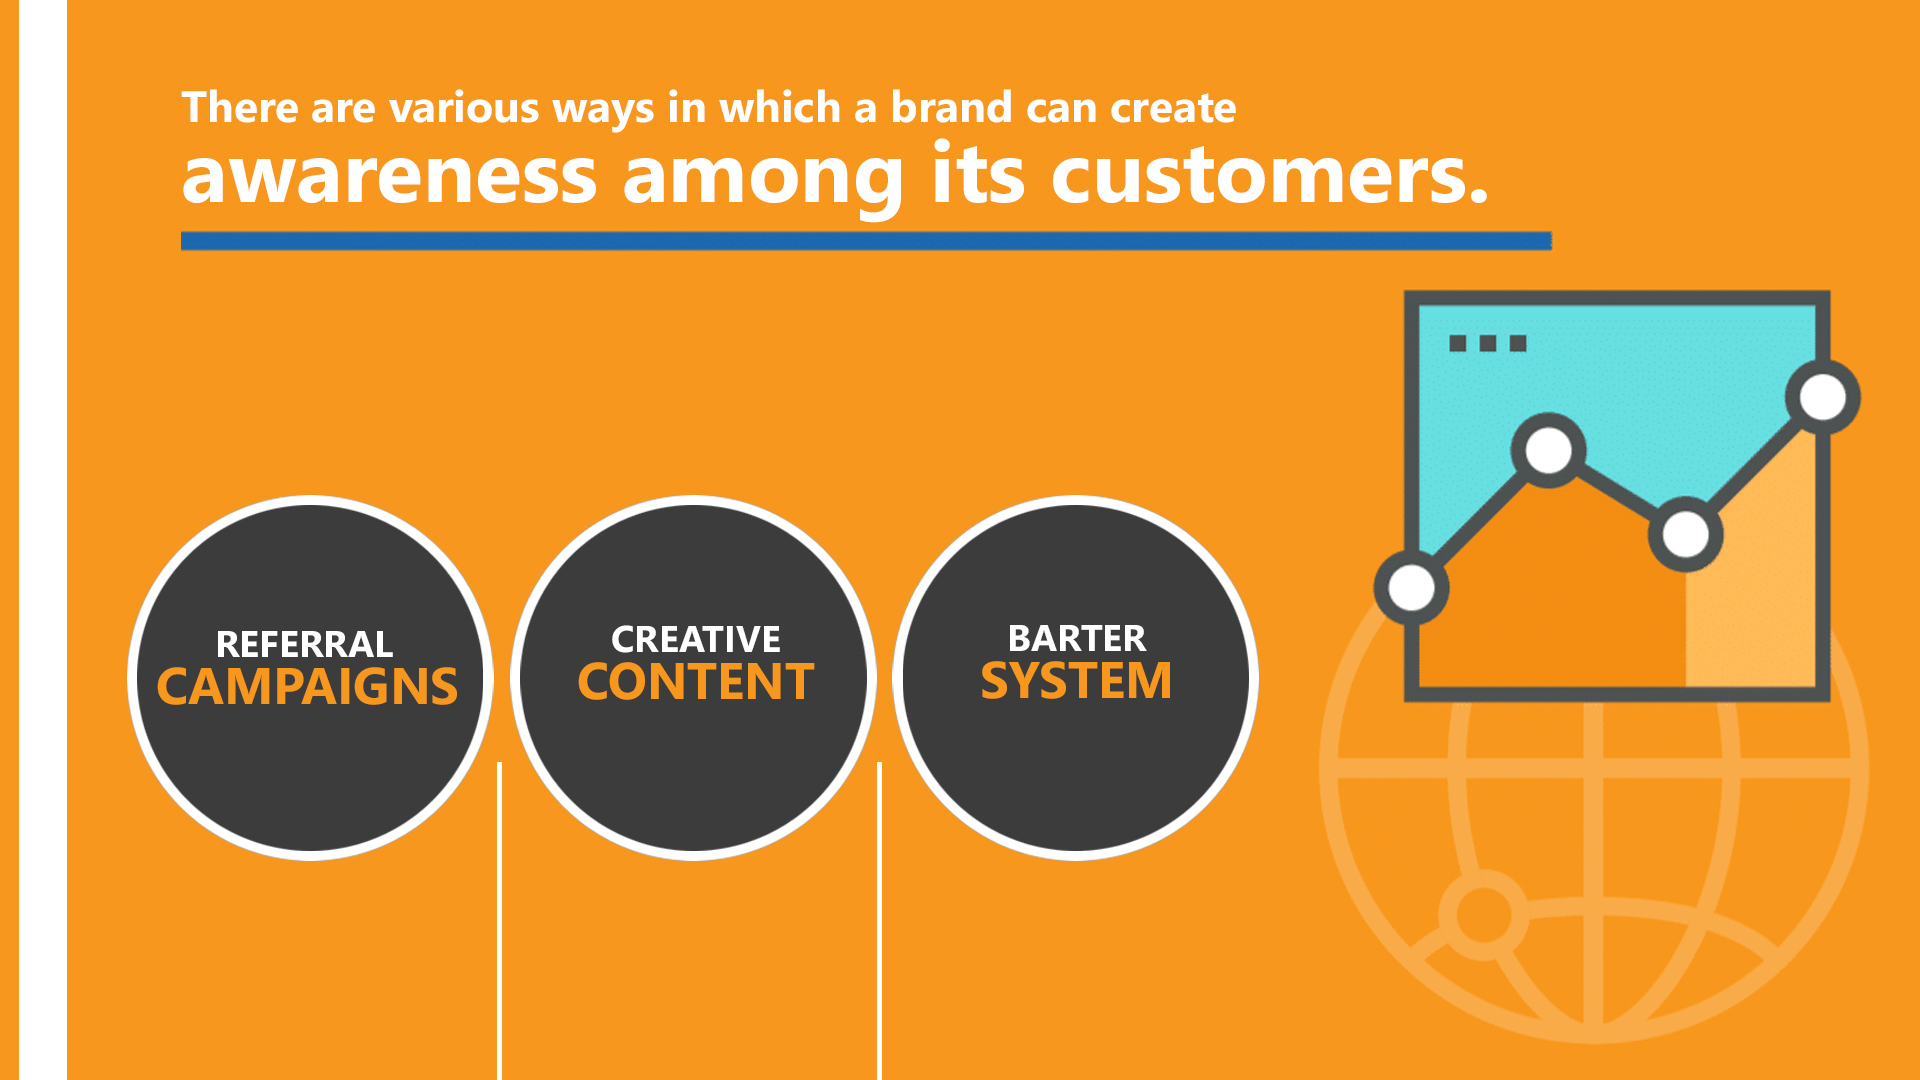 There are various ways in which a brand can create
awareness among its customers.
REFERRAL
CAMPAIGNS
CREATIVE
CONTENT
BARTER
SYSTEM